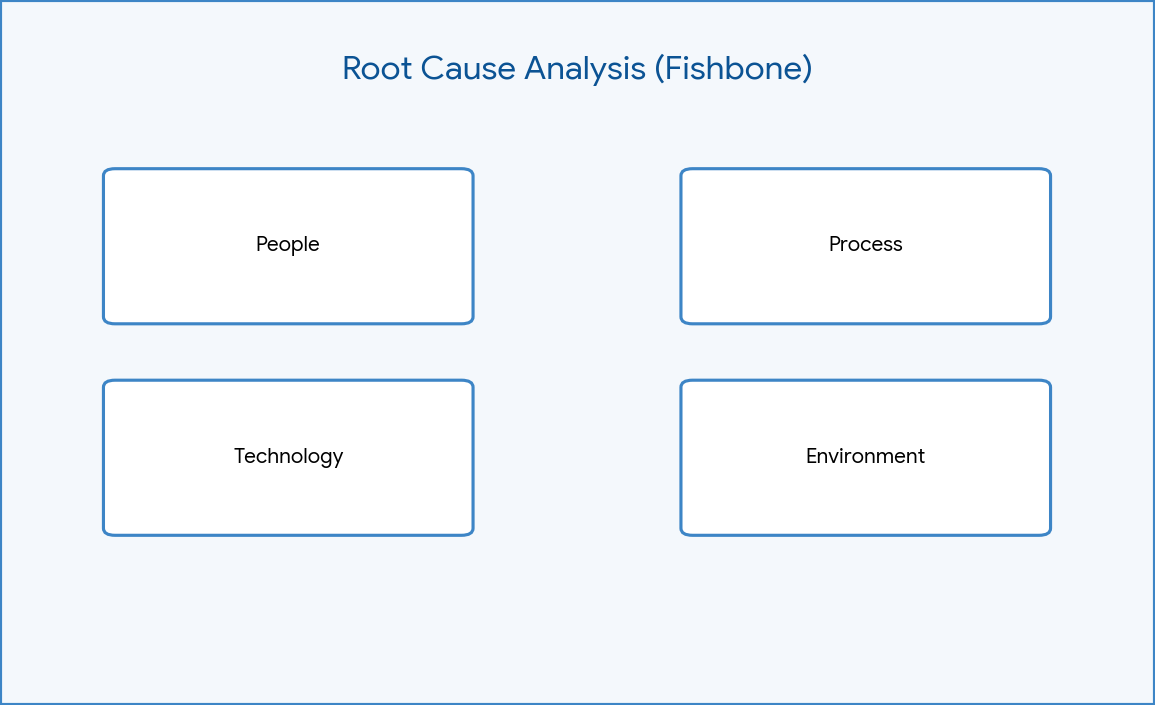 Root Cause Analysis (Fishbone)
People
Process
Technology
Environment